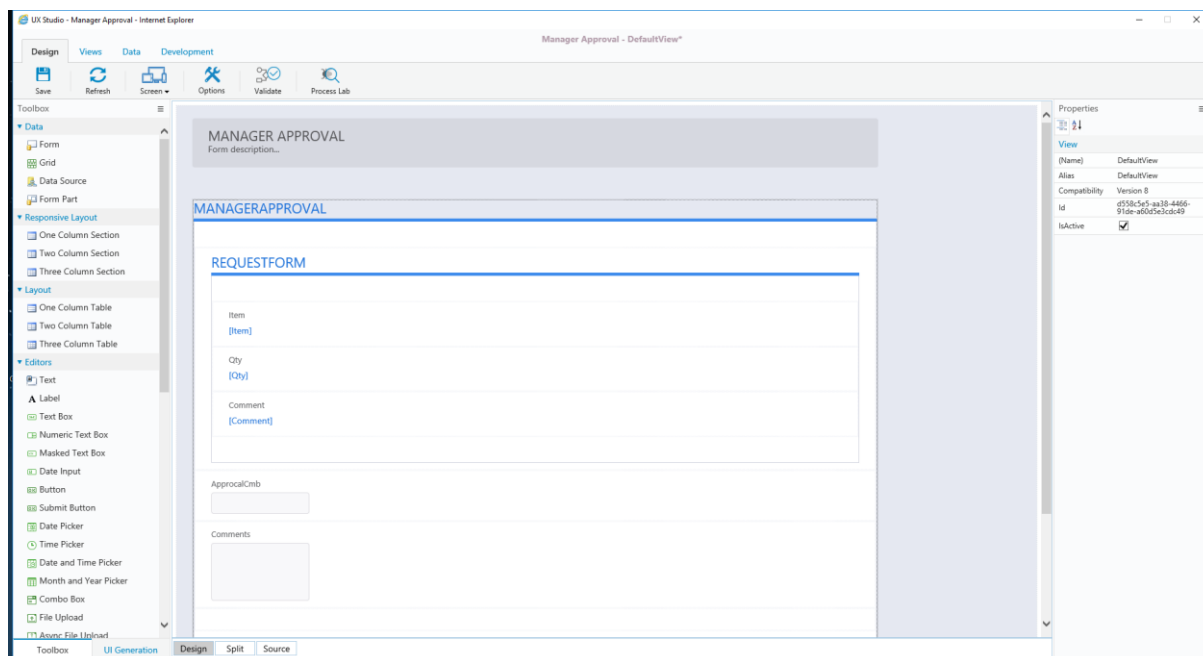 UX Studio - Manager Approval - Internet Explorer
Manager Approval - DefaultView*
Design Views Data Development
Save Refresh Screen Options Validate Process Lab
Toolbox
Data
Form
Grid
Data Source
Form Part
Responsive Layout
One Column Section
Two Column Section
Three Column Section
Layout
One Column Table
Two Column Table
Three Column Table
Editors
Text
A Label
Text Box
Numeric Text Box
Masked Text Box
Date Input
Button
Submit Button
Date Picker
Time Picker
Date and Time Picker
Month and Year Picker
Combo Box
File Upload
Async File Upload
Toolbox UI Generation
MANAGER APPROVAL
Form description...
MANAGERAPPROVAL
REQUESTFORM
Item
[Item]
Qty
[Qty]
Comment
[Comment]
ApprocalCmb
Comments
Design Split Source
Properties
View
(Name) DefaultView
Alias DefaultView
Compatibility Version 8
Id d558c5e5-aa38-4466-
91de-a60d5e3cdc49
IsActive